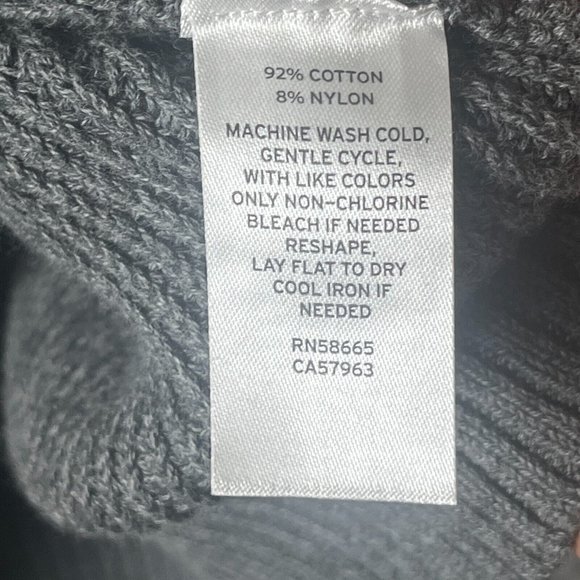 92% COTTON
8% NYLON
MACHINE WASH COLD,
GENTLE CYCLE,
WITH LIKE COLORS
ONLY NON-CHLORINE
BLEACH IF NEEDED
RESHAPE,
LAY FLAT TO DRY
COOL IRON IF
NEEDED
RN58665
CA57963